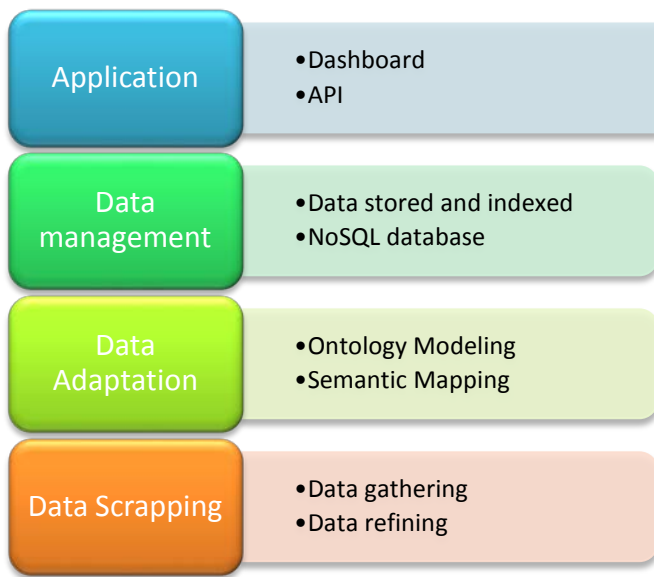 Application
•Dashboard
•API
Data
management
•Data stored and indexed
•NoSQL database
Data
Adaptation
•Ontology Modeling
•Semantic Mapping
Data Scrapping
•Data gathering
•Data refining